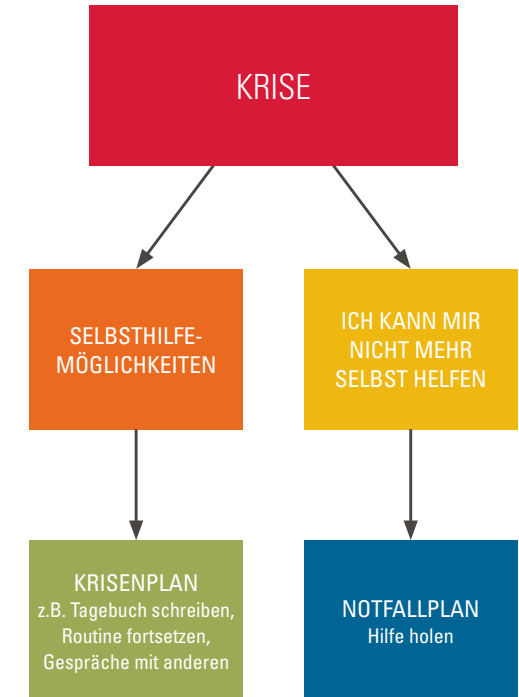 KRISE
SELBSTHILFE-
MÖGLICHKEITEN
ICH KANN MIR
NICHT MEHR
SELBST HELFEN
KRISENPLAN
z.B. Tagebuch schreiben,
Routine fortsetzen,
Gespräche mit anderen
NOTFALLPLAN
Hilfe holen